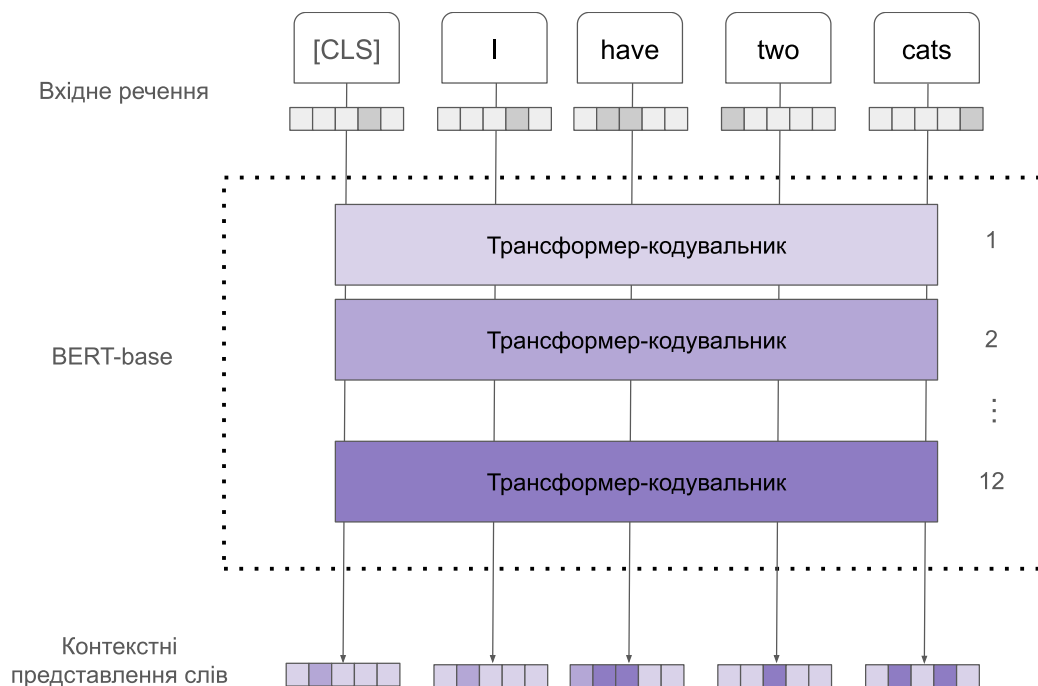 [CLS] I have two cats
Вхідне речення
Трансформер-кодувальник 1
Трансформер-кодувальник 2
BERT-base
⋮
Трансформер-кодувальник 12
Контекстні
представлення слів